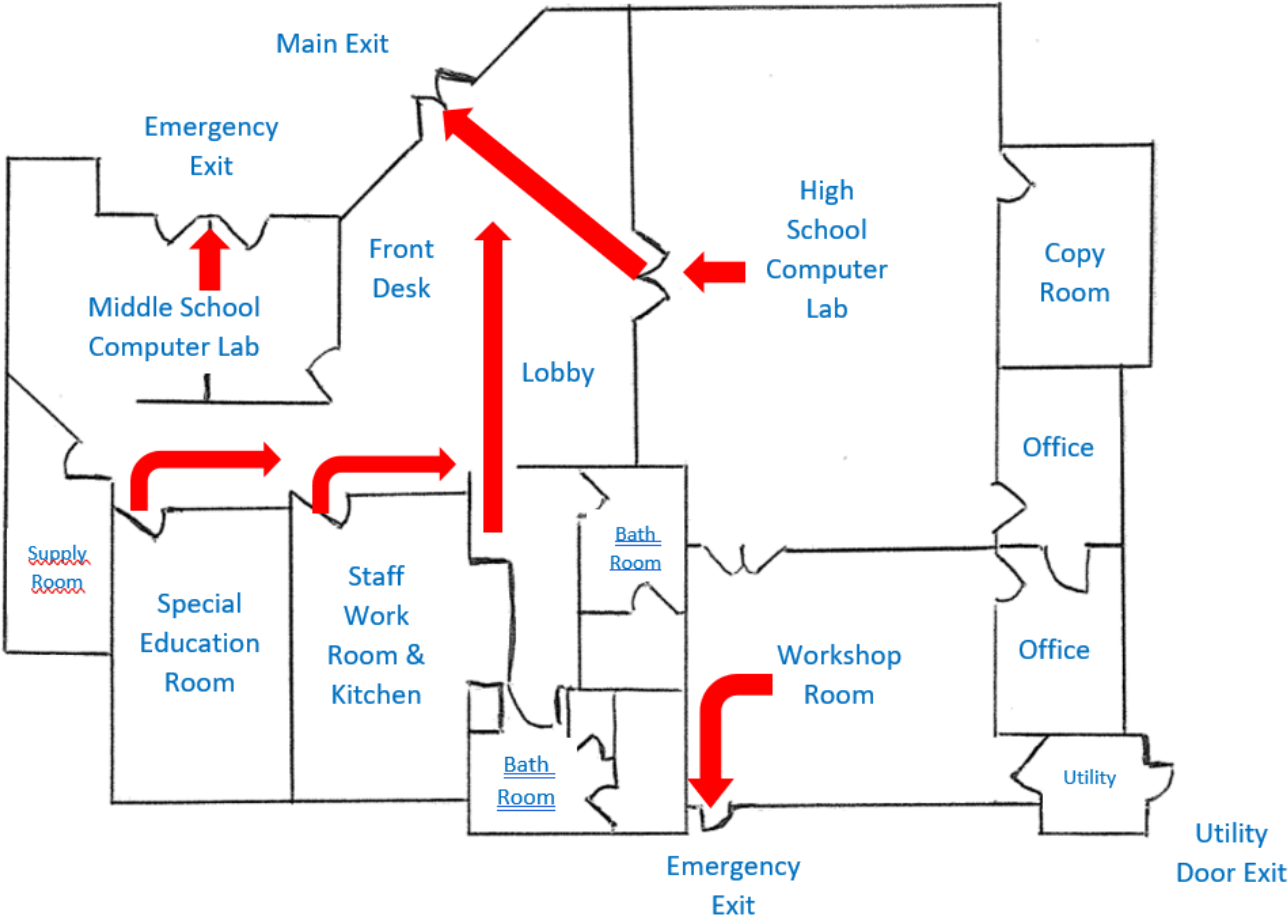 Main Exit
Emergency
Exit
Middle School
Computer Lab
Front
Desk
Lobby
High
School
Computer
Lab
Copy
Room
Office
Supply
Room
Special
Education
Room
Staff
Work
Room &
Kitchen
Bath
Room
Bath
Room
Workshop
Room
Office
Utility
Emergency
Exit
Utility
Door Exit